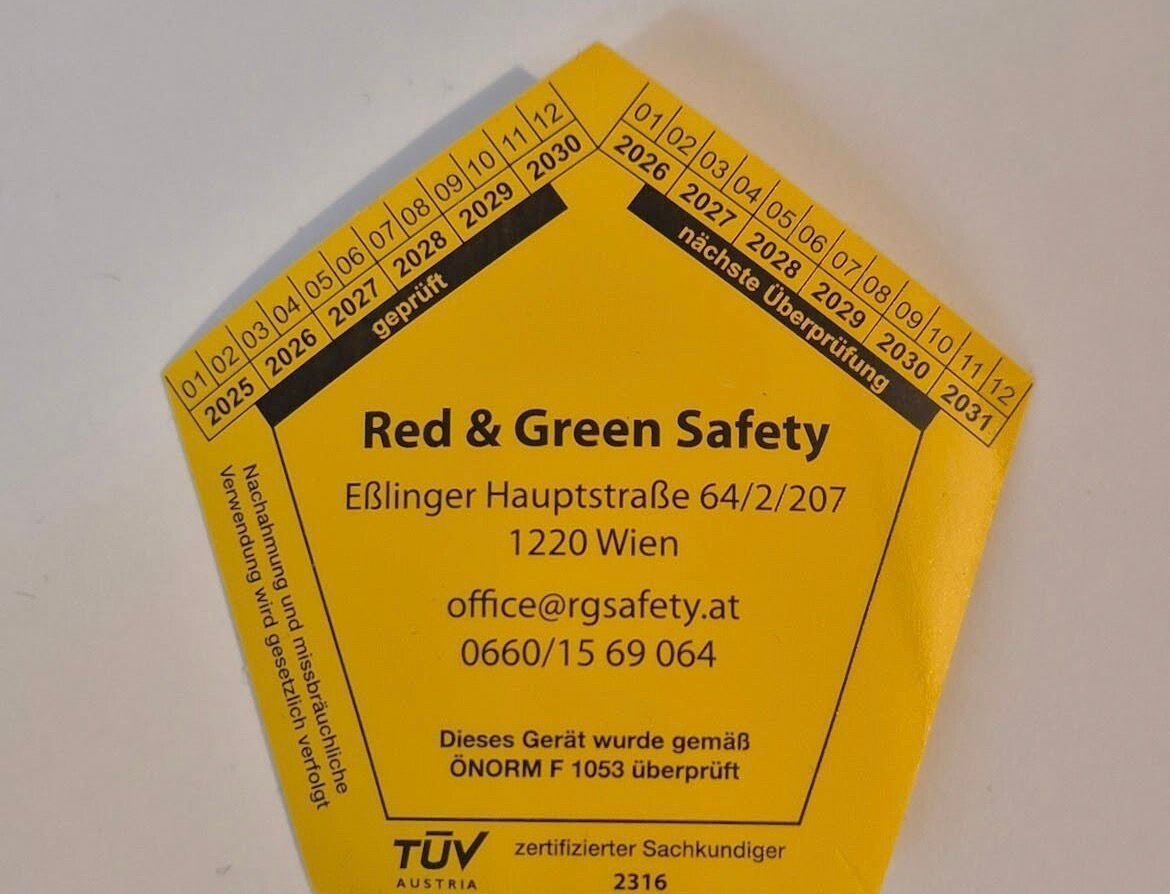 01 02 03 04 05 06 07 08 09 10 11 12
2025 2026 2027 2028 2029 2030
geprüft
01 02 03 04 05 06 07 08 09 10 11 12
2026 2027 2028 2029 2030 2031
nächste Überprüfung
Red & Green Safety
Eßlinger Hauptstraße 64/2/207
1220 Wien
office@rgsafety.at
0660/15 69 064
Dieses Gerät wurde gemäß
ÖNORM F 1053 überprüft
Nachahmung und missbräuchliche
Verwendung wird gesetzlich verfolgt
TÜV
AUSTRIA
zertifizierter Sachkundiger
2316